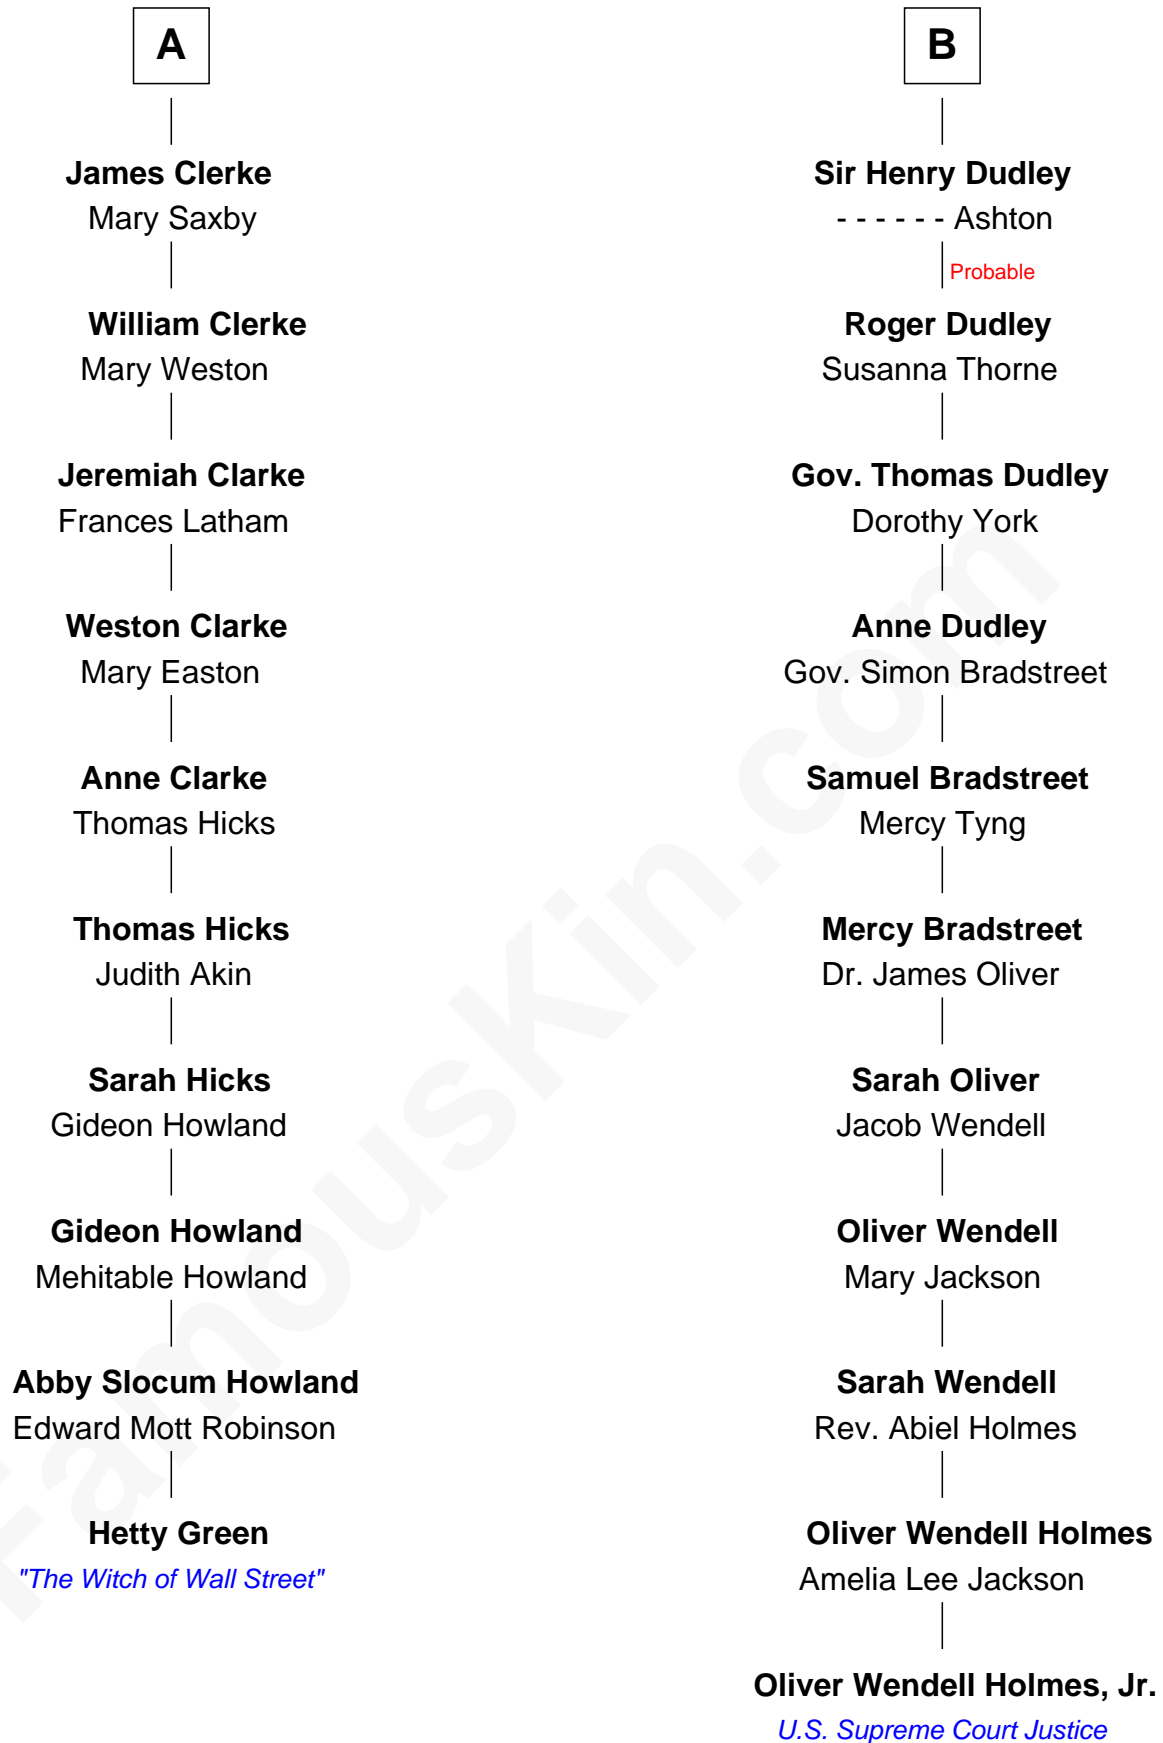 A
James Clerke
Mary Saxby
William Clerke
Mary Weston
Jeremiah Clarke
Frances Latham
Weston Clarke
Mary Easton
Anne Clarke
Thomas Hicks
Thomas Hicks
Judith Akin
Sarah Hicks
Gideon Howland
Gideon Howland
Mehitable Howland
Abby Slocum Howland
Edward Mott Robinson
Hetty Green
"The Witch of Wall Street"
B
Sir Henry Dudley
- - - - - - Ashton
Probable
Roger Dudley
Susanna Thorne
Gov. Thomas Dudley
Dorothy York
Anne Dudley
Gov. Simon Bradstreet
Samuel Bradstreet
Mercy Tyng
Mercy Bradstreet
Dr. James Oliver
Sarah Oliver
Jacob Wendell
Oliver Wendell
Mary Jackson
Sarah Wendell
Rev. Abiel Holmes
Oliver Wendell Holmes
Amelia Lee Jackson
Oliver Wendell Holmes, Jr.
U.S. Supreme Court Justice
FamousKin.com